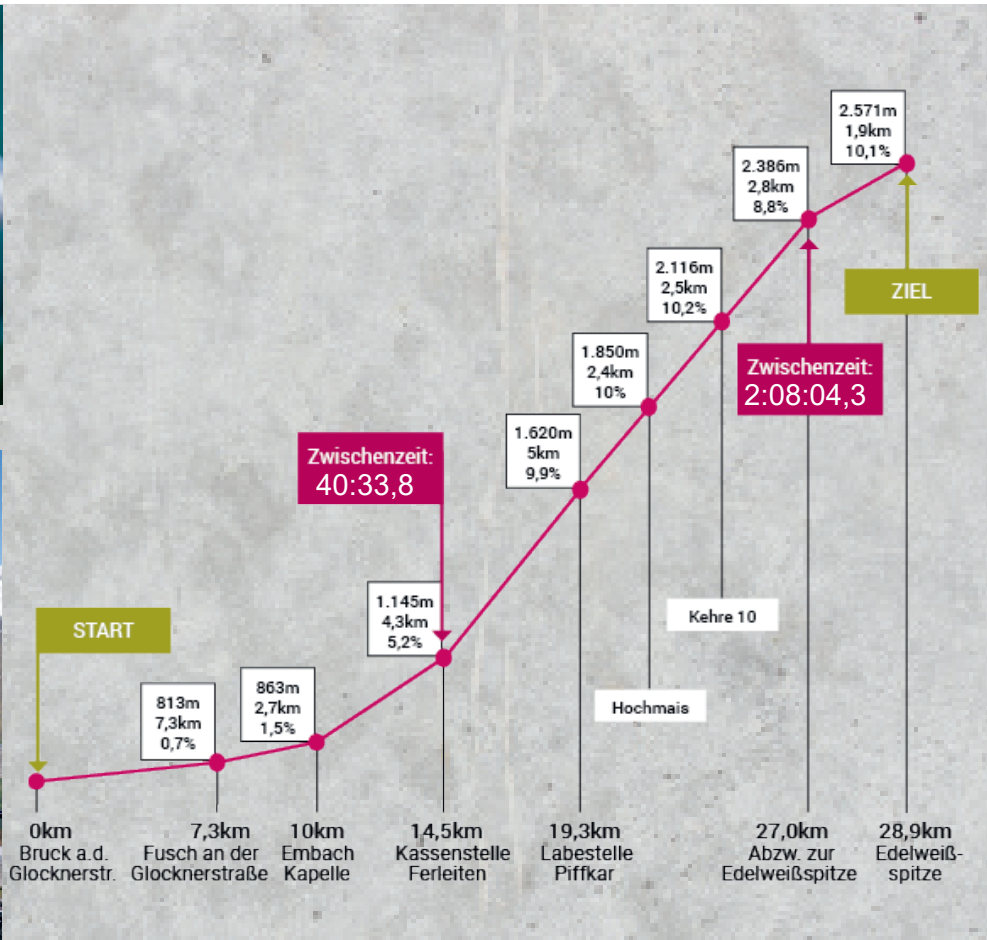 2.571m
1,9km
10,1%
2.386m
2,8km
8,8%
2.116m
2,5km
10,2%
ZIEL
1.850m
2,4km
10%
Zwischenzeit:
2:08:04,3
1.620m
5km
9,9%
Zwischenzeit:
40:33,8
1.145m
4,3km
5,2%
Kehre 10
START
863m
2,7km
1,5%
813m
7,3km
0,7%
Hochmais
0km
Bruck a.d.
Glocknerstr.
7,3km
Fusch an der
Glocknerstraße
10km
Embach
Kapelle
14,5km
Kassenstelle
Ferleiten
19,3km
Labestelle
Piffkar
27,0km
Abzw. zur
Edelweißspitze
28,9km
Edelweiß-
spitze